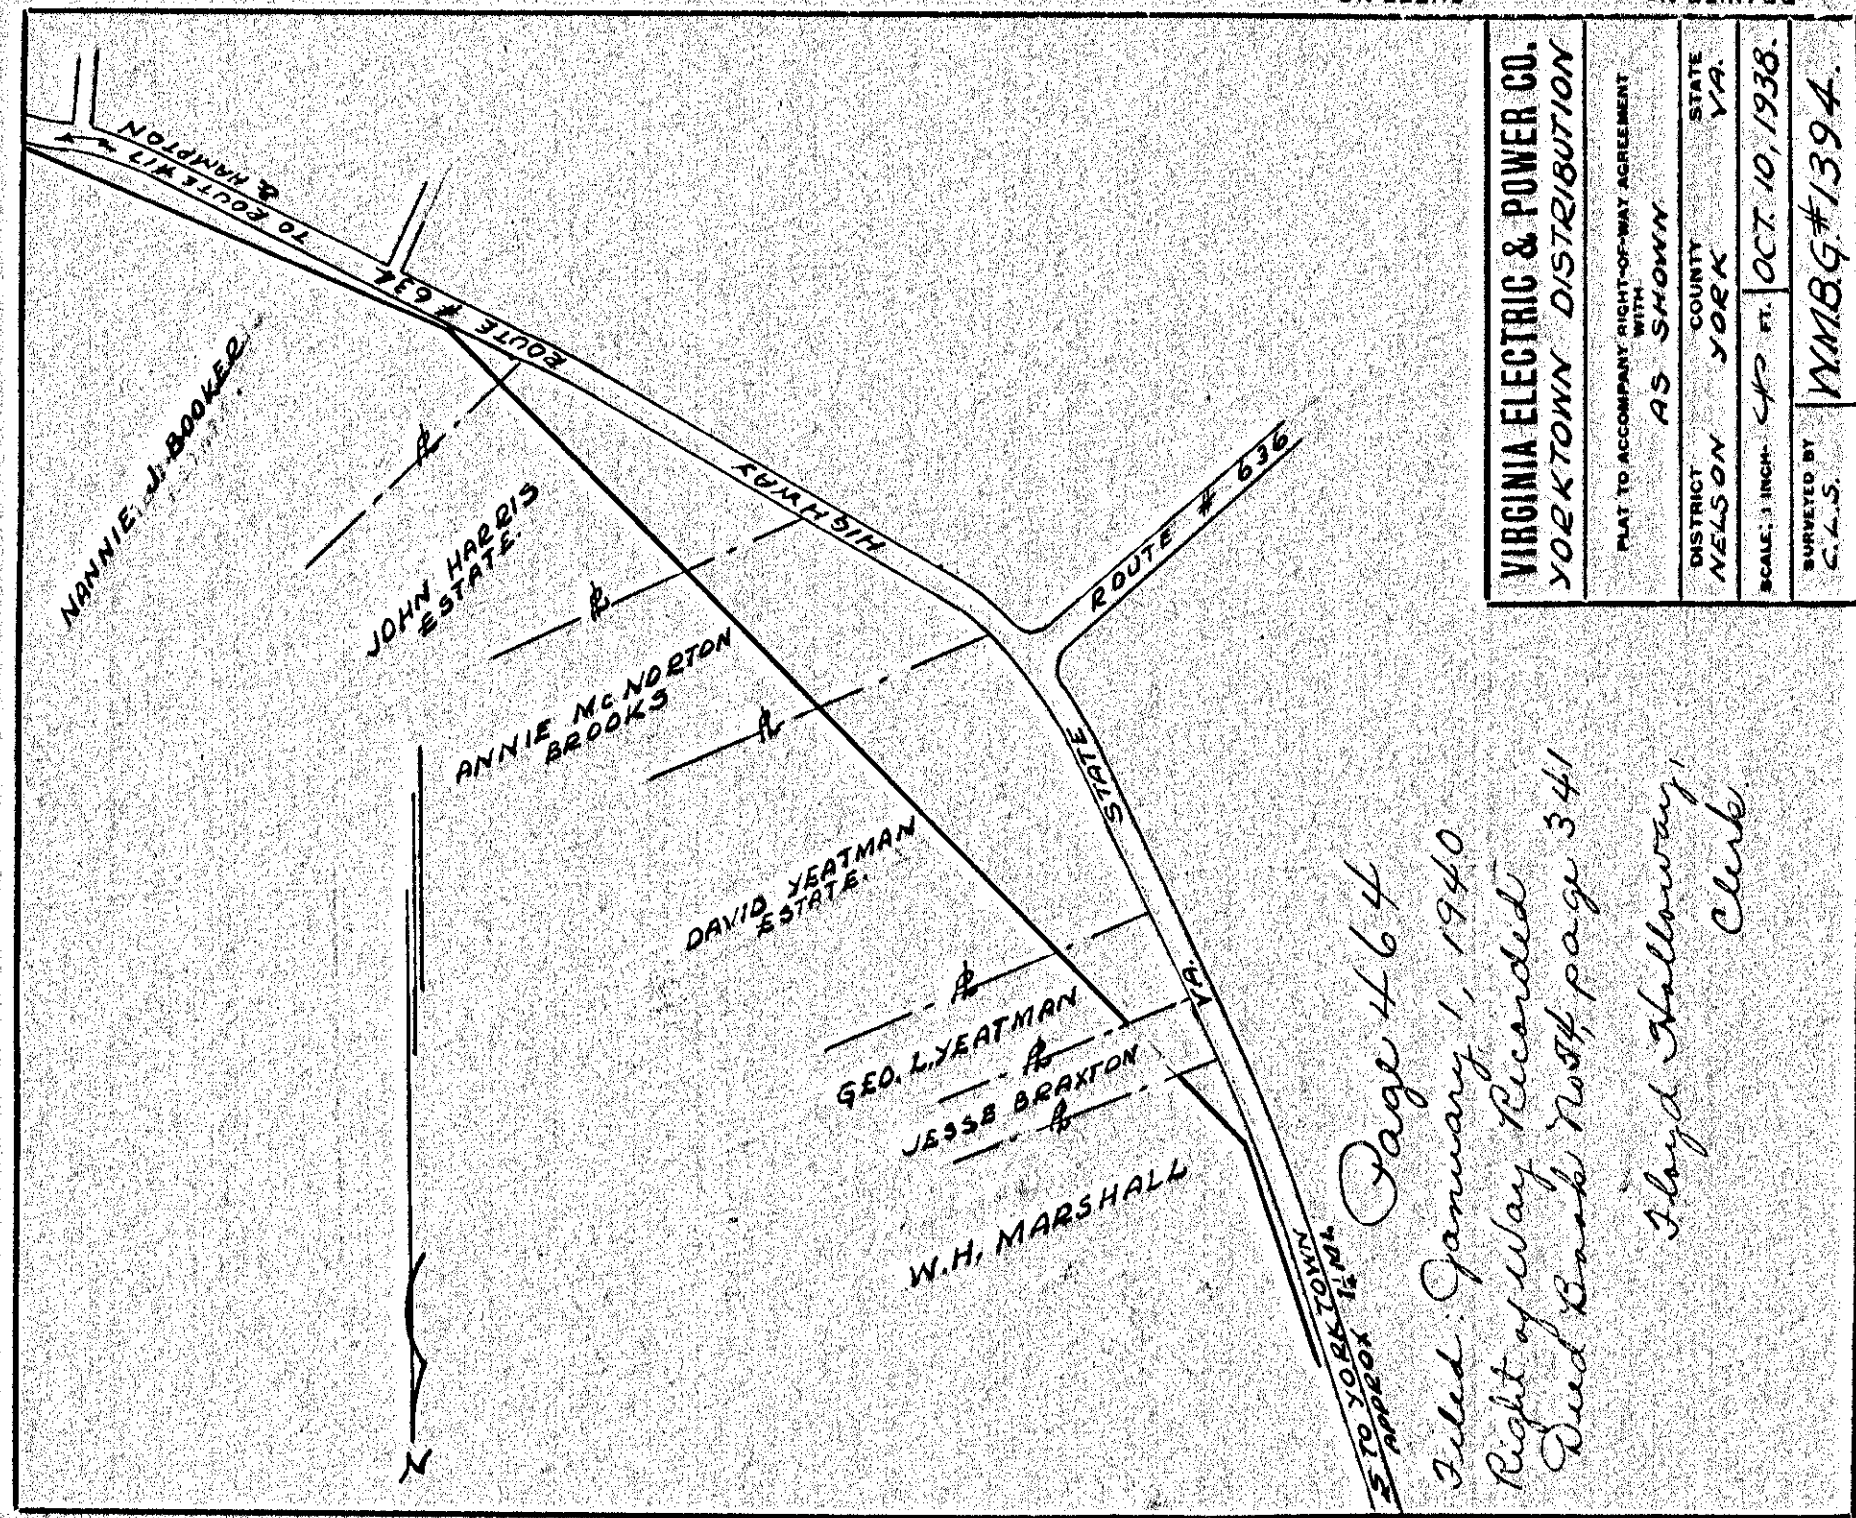 VIRGINIA ELECTRIC & POWER CO.
YORKTOWN DISTRIBUTION
PLAT TO ACCOMPANY RIGHT-OF-WAY AGREEMENT
WITH
AS SHOWN
DISTRICT COUNTY STATE
NELSON YORK VA.
SCALE: 1 INCH- FT. OCT. 10, 1938.
SURVEYED BY
C.L.S. WMBG#1394.
NANNIE J. BOOKER
JOHN HARRIS
ESTATE.
ANNIE McNORTON
BROOKS
DAVID YEATMAN
ESTATE.
GEO. L. YEATMAN
JESSE BRAXTON
W.H. MARSHALL
TO ROUTE #17
& HAMPTON
VA. STATE HIGHWAY ROUTE # 634
ROUTE # 636
TO YORKTOWN
APPROX 1½ MI.
N
Page 464
Filed: January 1, 1940
Right of Way Recorded
Deed Book No 54, page 341
Floyd Holloway,
Clerk